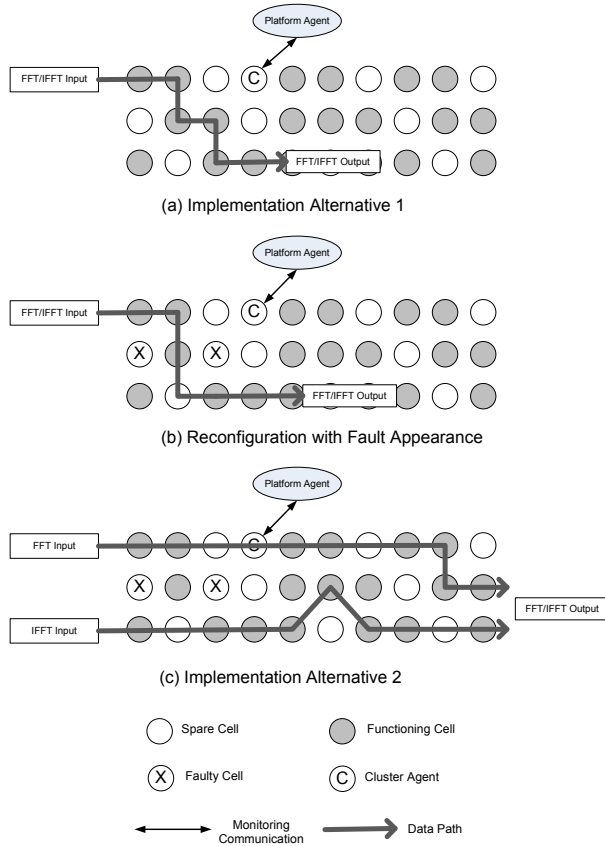 Platform Agent
FFT/IFFT Input
C
FFT/IFFT Output
(a) Implementation Alternative 1
Platform Agent
FFT/IFFT Input
C
X
X
FFT/IFFT Output
(b) Reconfiguration with Fault Appearance
Platform Agent
FFT Input
C
X
X
FFT/IFFT Output
IFFT Input
(c) Implementation Alternative 2
Spare Cell
Functioning Cell
X
Faulty Cell
C
Cluster Agent
Monitoring
Communication
Data Path